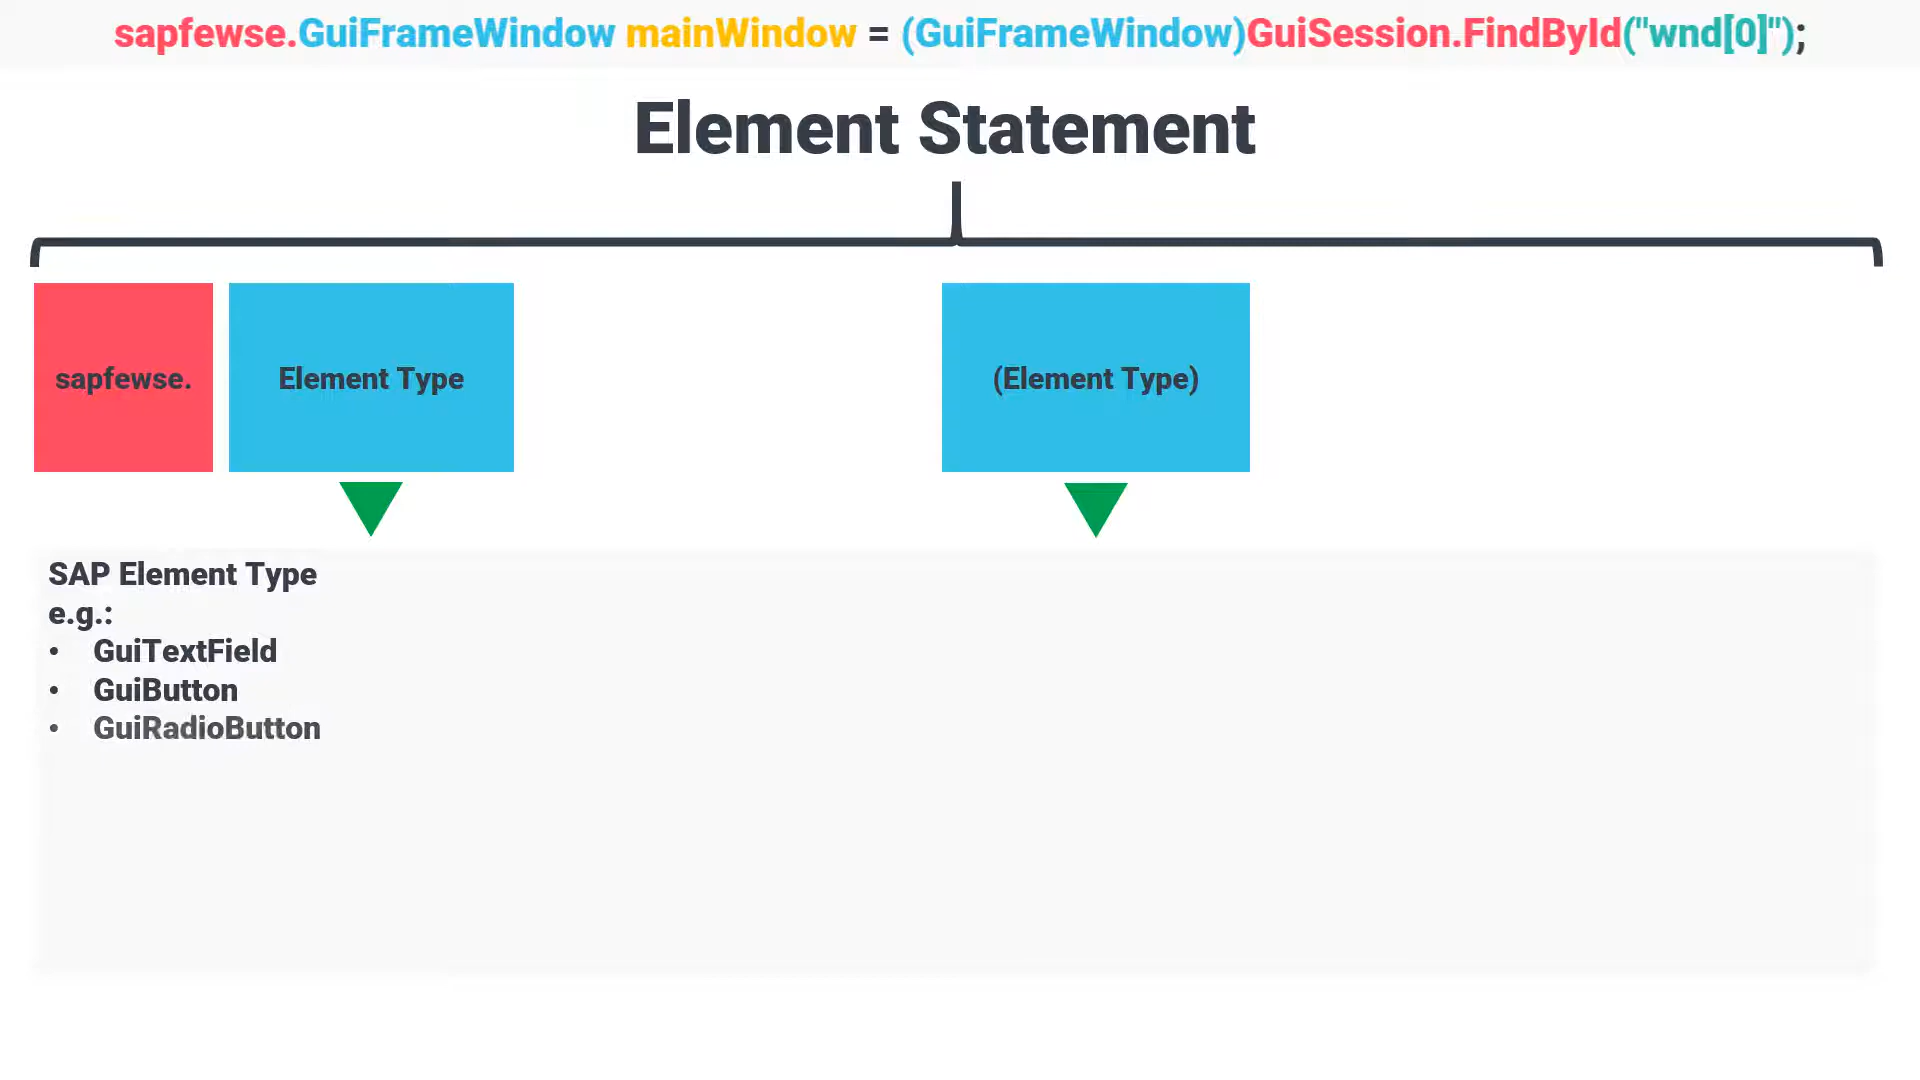 sapfewse.GuiFrameWindow mainWindow = (GuiFrameWindow)GuiSession.FindById("wnd[0]");
Element Statement
sapfewse.
Element Type
(Element Type)
SAP Element Type
e.g.:
• GuiTextField
• GuiButton
• GuiRadioButton